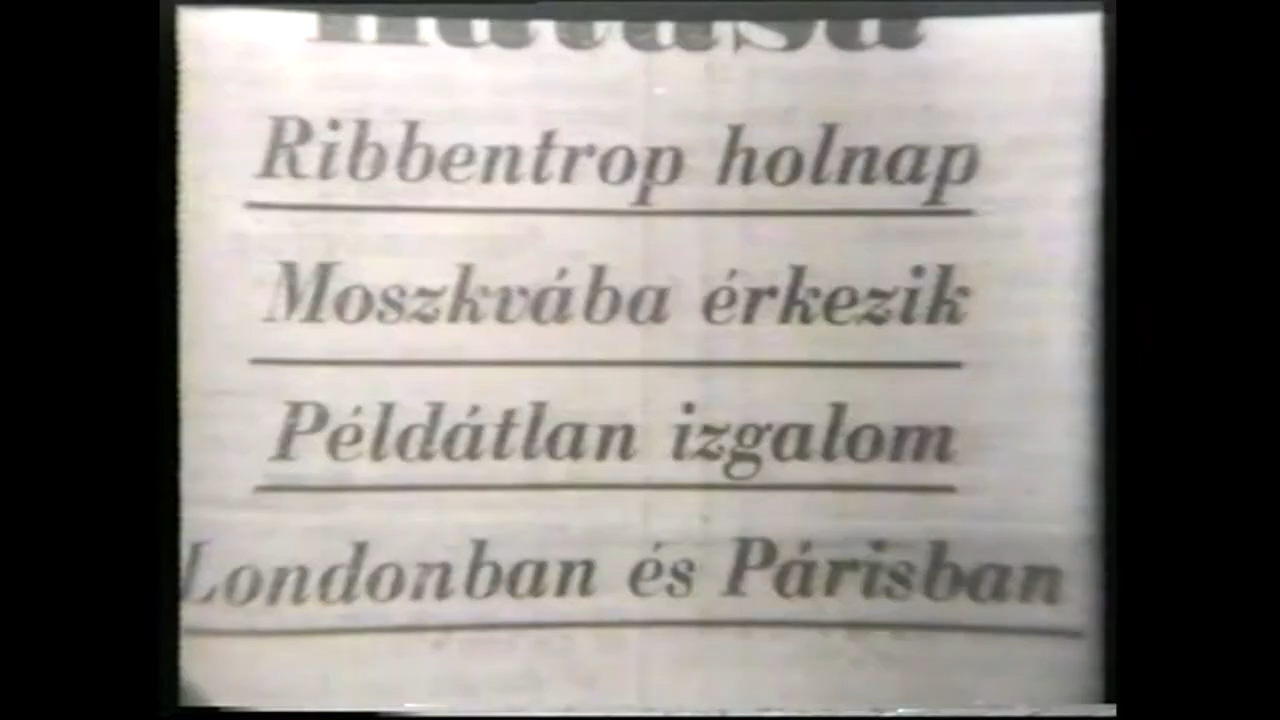 Ribbentrop holnap
Moszkvába érkezik
Példátlan izgalom
Londonban és Párisban